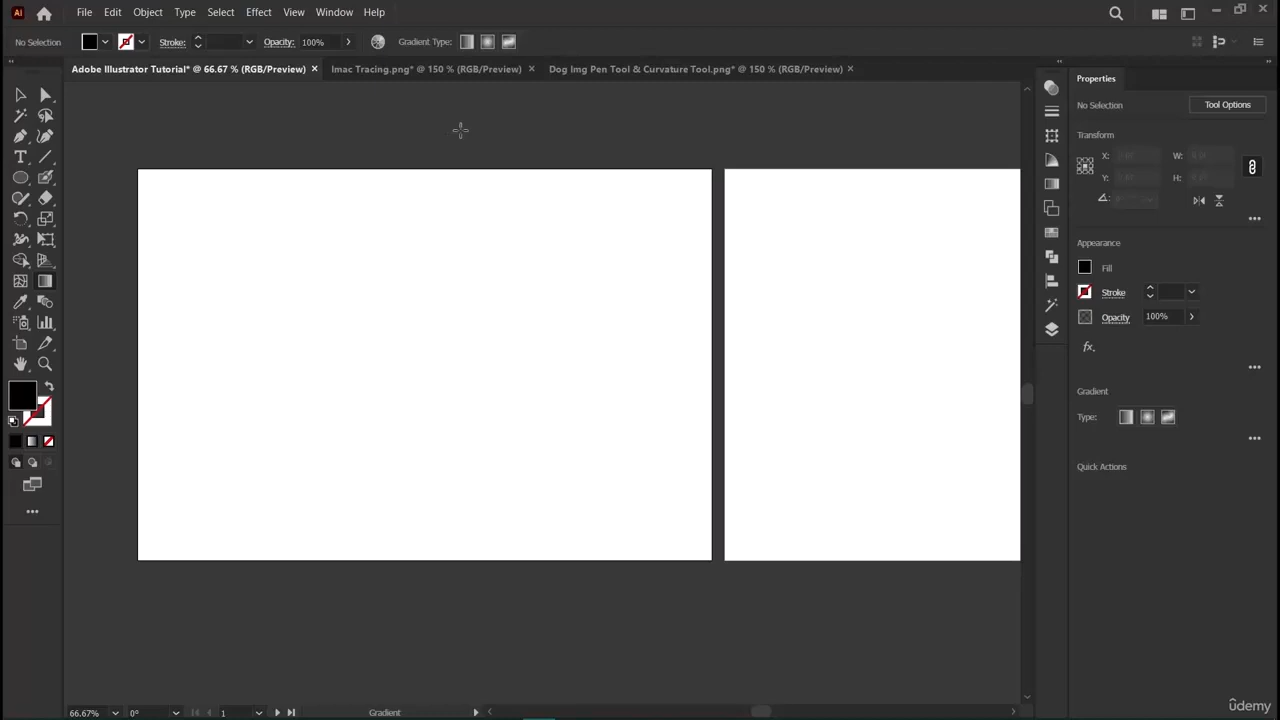 Ai File Edit Object Type Select Effect View Window Help
No Selection Stroke: Opacity: 100% Gradient Type:
Adobe Illustrator Tutorial* @ 66.67 % (RGB/Preview) × Imac Tracing.png* @ 150 % (RGB/Preview) × Dog Img Pen Tool & Curvature Tool.png* @ 150 % (RGB/Preview) ×
Properties
No Selection Tool Options
Transform
X: W:
Y: H:
Appearance
Fill
Stroke
Opacity 100%
fx.
Gradient
Type:
Quick Actions
66.67% 0° 1 Gradient
ûdemy